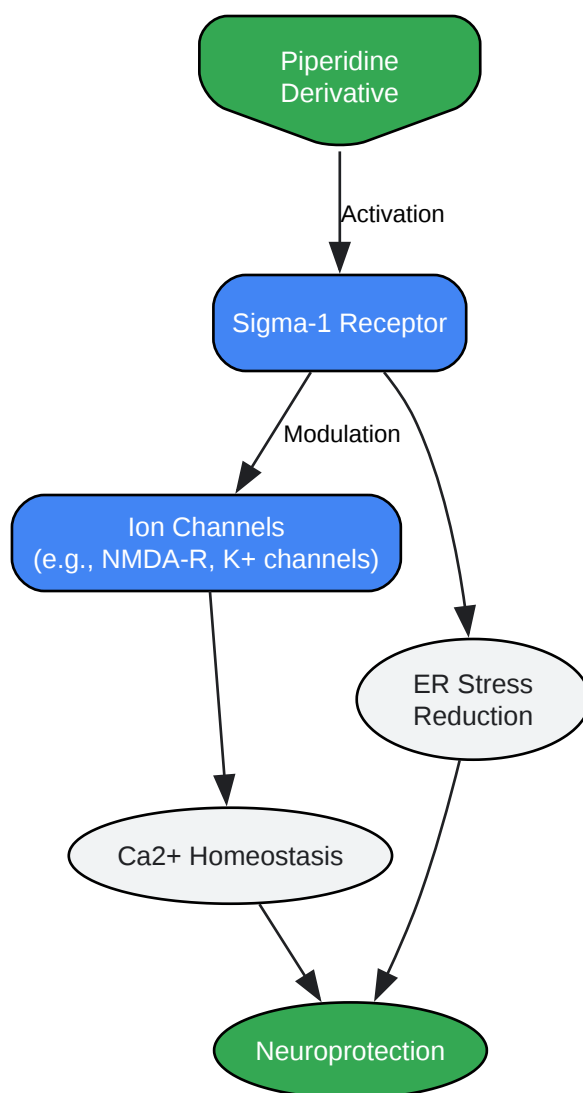 Piperidine
Derivative
Activation
Sigma-1 Receptor
Modulation
Ion Channels
(e.g., NMDA-R, K+ channels)
ER Stress
Reduction
Ca2+ Homeostasis
Neuroprotection